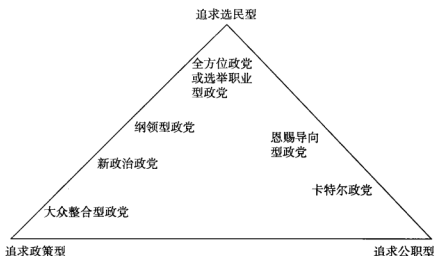 追求选民型
全方位政党
或选举职业
型政党
纲领型政党
恩赐导向
型政党
新政治政党
卡特尔政党
大众整合型政党
追求政策型
追求公职型